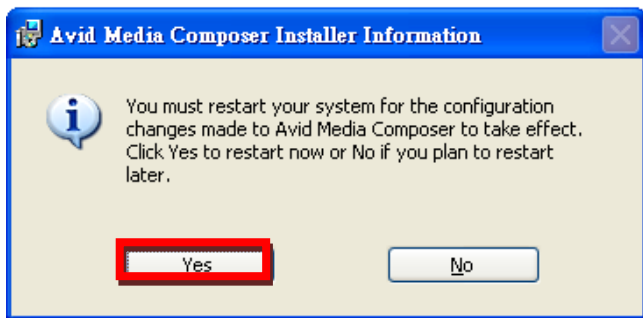 Avid Media Composer Installer Information
You must restart your system for the configuration
changes made to Avid Media Composer to take effect.
Click Yes to restart now or No if you plan to restart
later.
Yes
No